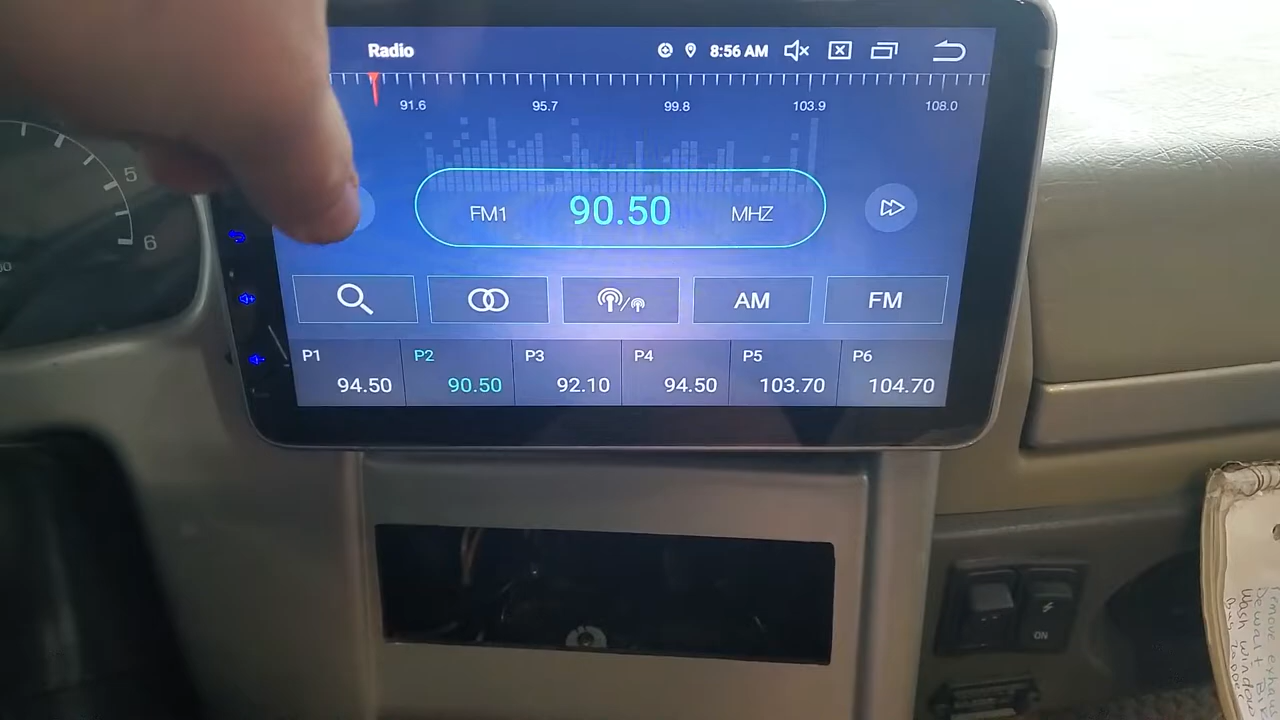 Radio
8:56 AM
91.6 95.7 99.8 103.9 108.0
FM1 90.50 MHZ
AM FM
P1 P2 P3 P4 P5 P6
94.50 90.50 92.10 94.50 103.70 104.70
5
6
ON
Wash window